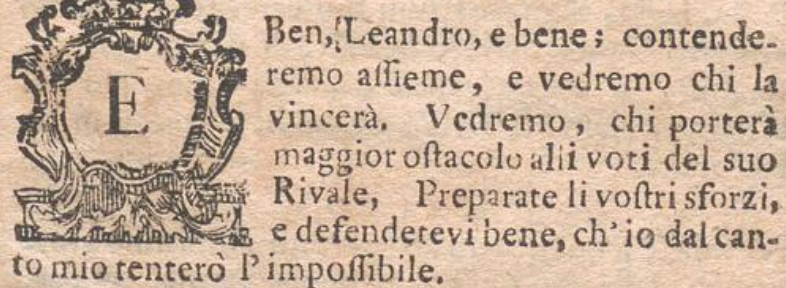 E Ben, Leandro, e bene; contende-
remo aſſieme, e vedremo chi la
vincerà. Vedremo, chi porterà
maggior oſtacolo alli voti del suo
Rivale, Preparate li voſtri sforzi,
e defendetevi bene, ch'io dal can-
to mio tenterò l'impoſſibile.